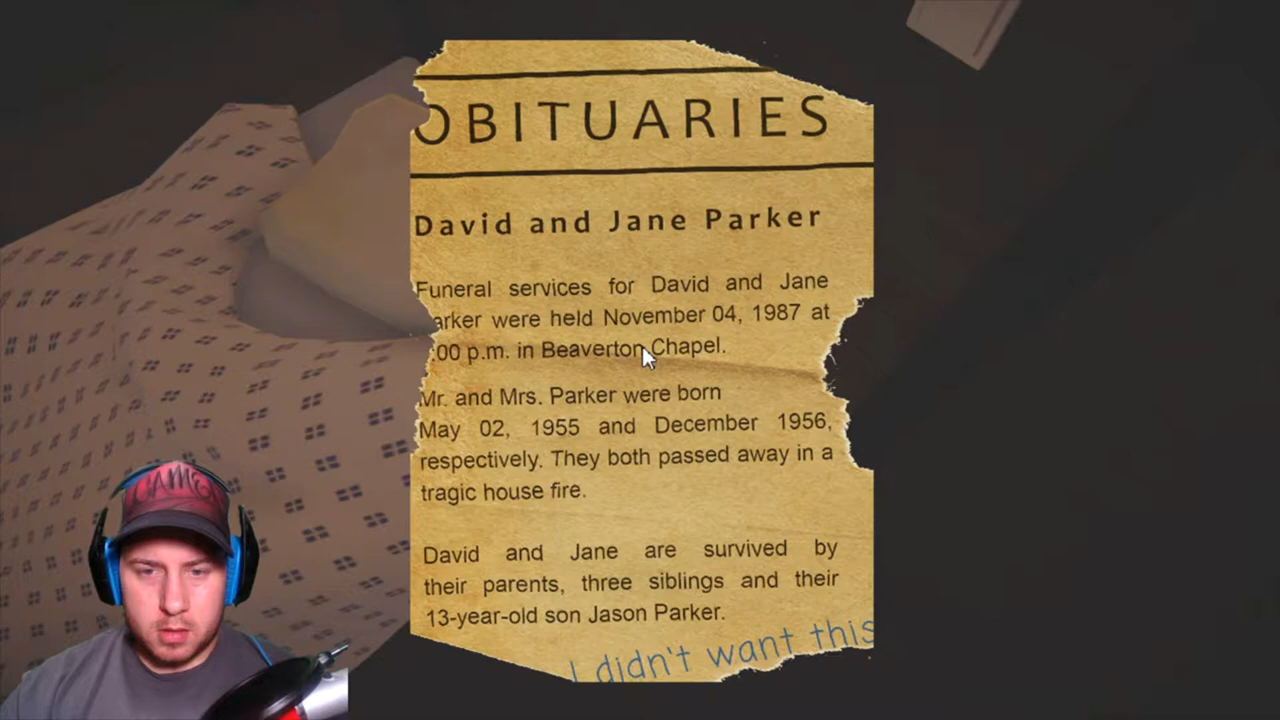 OBITUARIES
David and Jane Parker
Funeral services for David and Jane
arker were held November 04, 1987 at
:00 p.m. in Beaverton Chapel.
Mr. and Mrs. Parker were born
May 02, 1955 and December 1956,
respectively. They both passed away in a
tragic house fire.
David and Jane are survived by
their parents, three siblings and their
13-year-old son Jason Parker.
I didn't want this